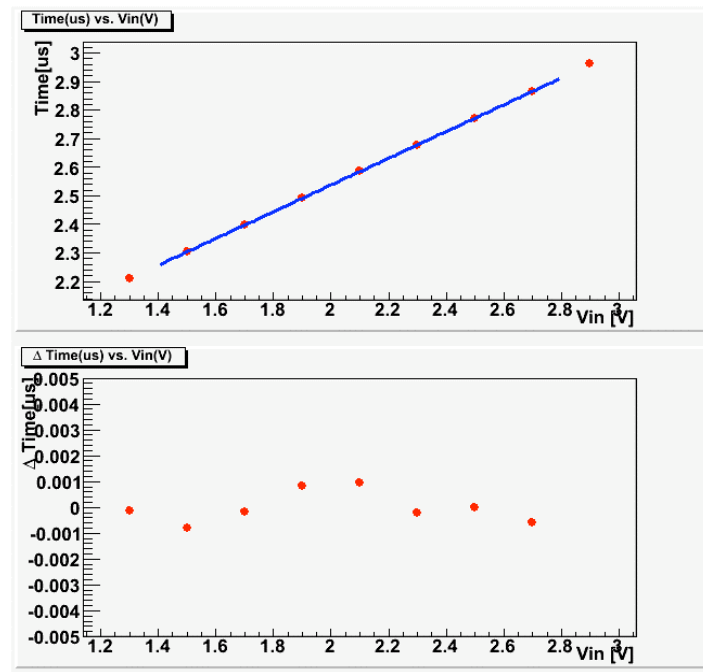 Time(us) vs. Vin(V)
Time[us]
3
2.9
2.8
2.7
2.6
2.5
2.4
2.3
2.2
1.2 1.4 1.6 1.8 2 2.2 2.4 2.6 2.8 3
Vin [V]
Δ Time(us) vs. Vin(V)
Δ Time[us]
0.005
0.004
0.003
0.002
0.001
0
-0.001
-0.002
-0.003
-0.004
-0.005
1.2 1.4 1.6 1.8 2 2.2 2.4 2.6 2.8 3
Vin [V]